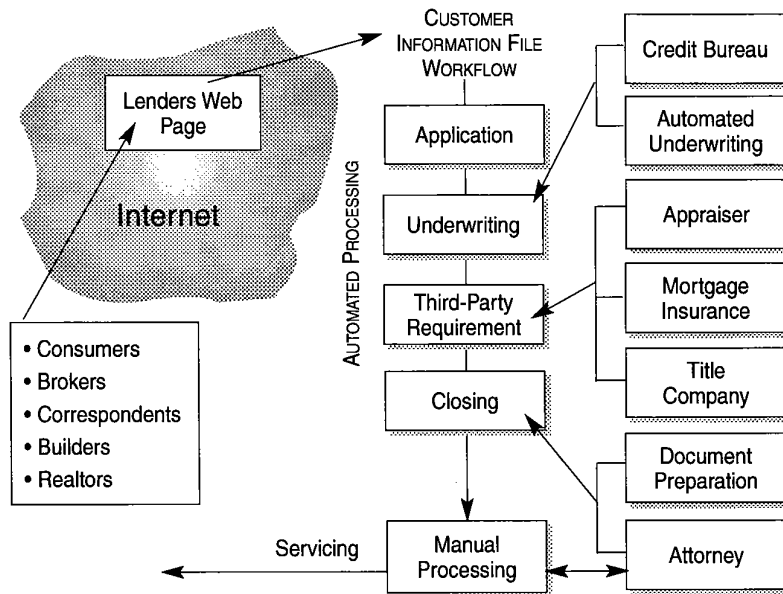 Lenders Web
Page
Internet
• Consumers
• Brokers
• Correspondents
• Builders
• Realtors
CUSTOMER
INFORMATION FILE
WORKFLOW
AUTOMATED PROCESSING
Application
Underwriting
Third-Party
Requirement
Closing
Manual
Processing
Servicing
Credit Bureau
Automated
Underwriting
Appraiser
Mortgage
Insurance
Title
Company
Document
Preparation
Attorney